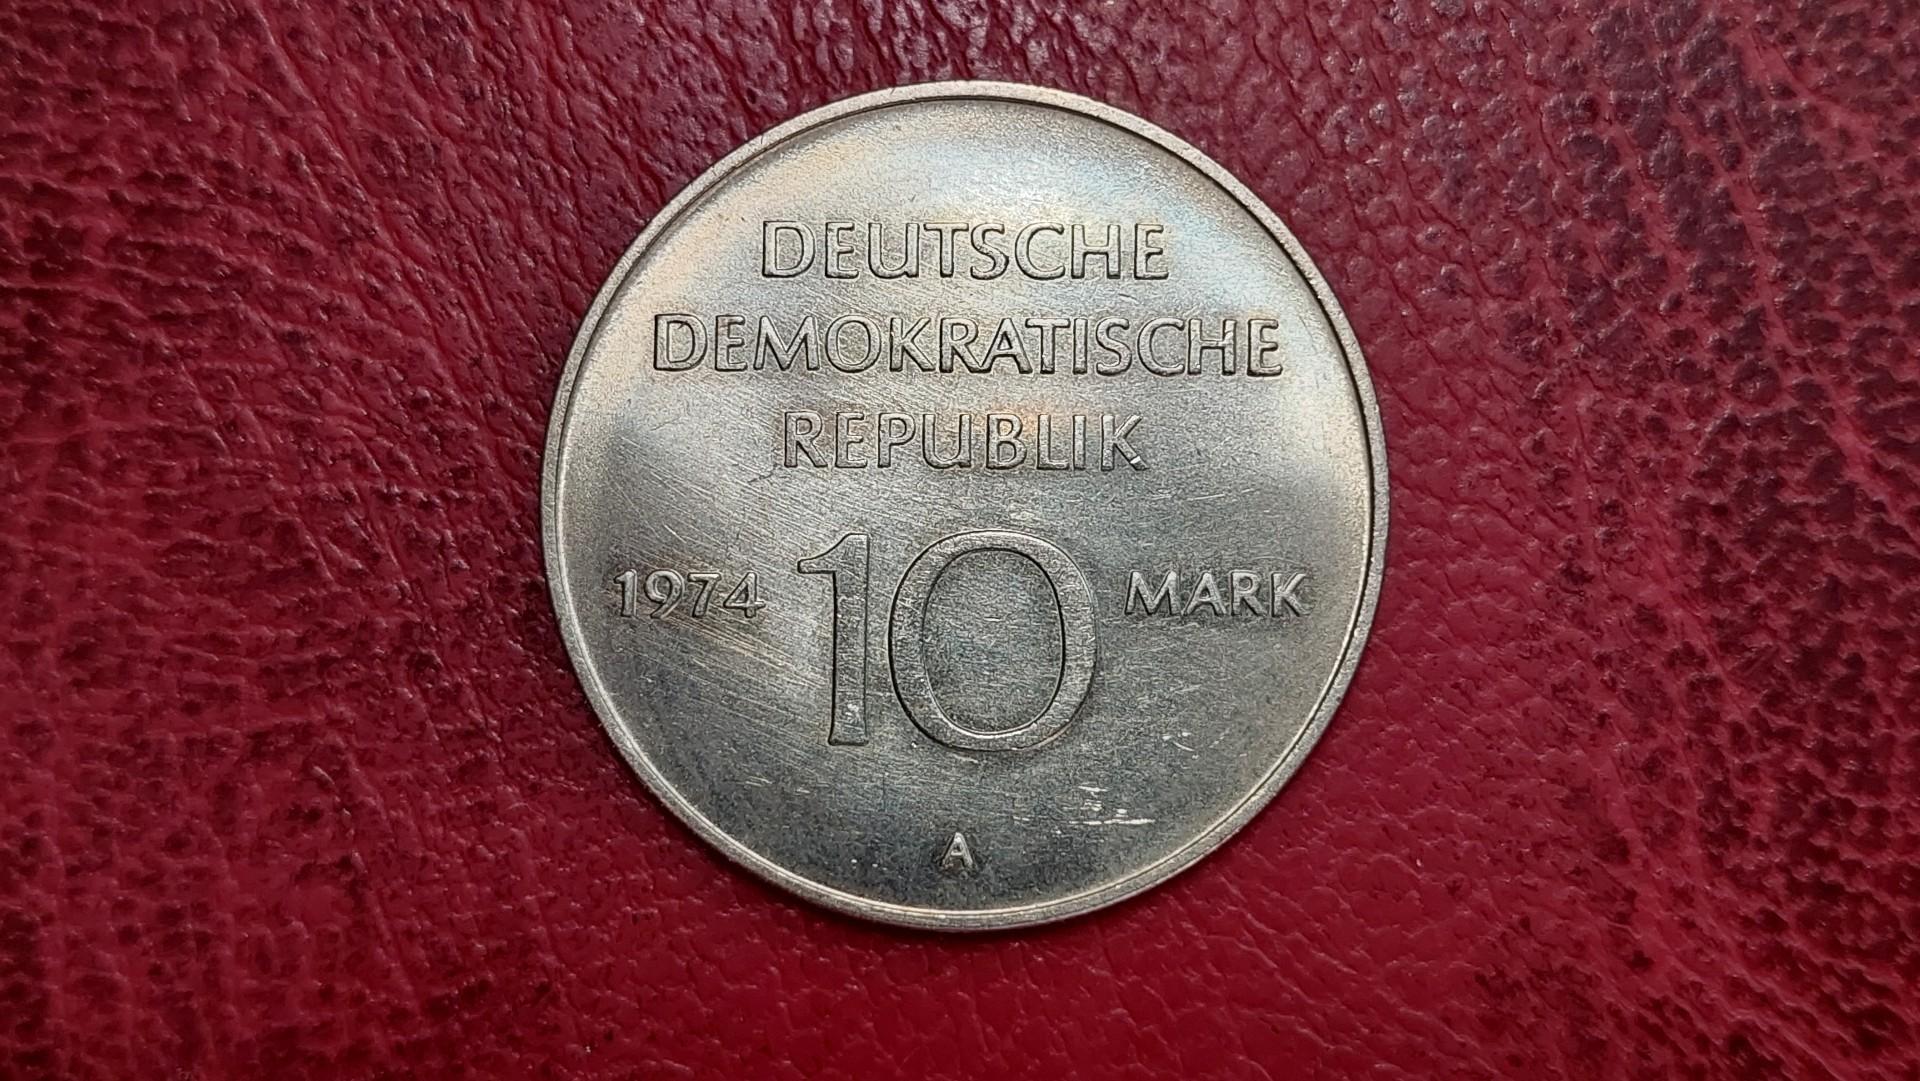 DEUTSCHE
DEMOKRATISCHE
REPUBLIK
1974 10 MARK
A